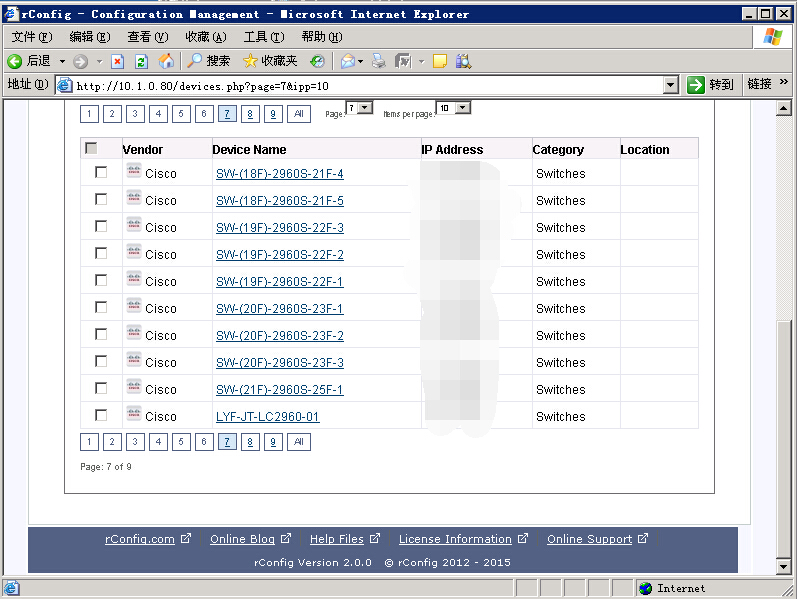 rConfig - Configuration Management - Microsoft Internet Explorer
文件(F) 编辑(E) 查看(V) 收藏(A) 工具(T) 帮助(H)
后退 搜索 收藏夹
地址(D) http://10.1.0.80/devices.php?page=7&ipp=10 转到 链接 »
1 2 3 4 5 6 7 8 9 All Page: 7 Items per page: 10
Vendor Device Name IP Address Category Location
Cisco SW-(18F)-2960S-21F-4 Switches
Cisco SW-(18F)-2960S-21F-5 Switches
Cisco SW-(19F)-2960S-22F-3 Switches
Cisco SW-(19F)-2960S-22F-2 Switches
Cisco SW-(19F)-2960S-22F-1 Switches
Cisco SW-(20F)-2960S-23F-1 Switches
Cisco SW-(20F)-2960S-23F-2 Switches
Cisco SW-(20F)-2960S-23F-3 Switches
Cisco SW-(21F)-2960S-25F-1 Switches
Cisco LYF-JT-LC2960-01 Switches
1 2 3 4 5 6 7 8 9 All
Page: 7 of 9
rConfig.com Online Blog Help Files License Information Online Support
rConfig Version 2.0.0 © rConfig 2012 - 2015
Internet